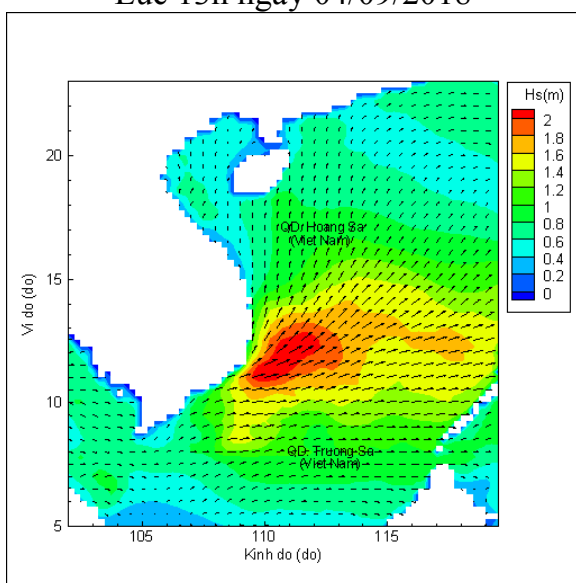 Lúc 13h ngày 04/09/2018
Hs(m)
2
1.8
1.6
1.4
1.2
1
0.8
0.6
0.4
0.2
0
20
15
10
5
Vi do (do)
QD. Hoang Sa
(Viet Nam)
QD. Truong Sa
(Viet Nam)
105
110
115
Kinh do (do)